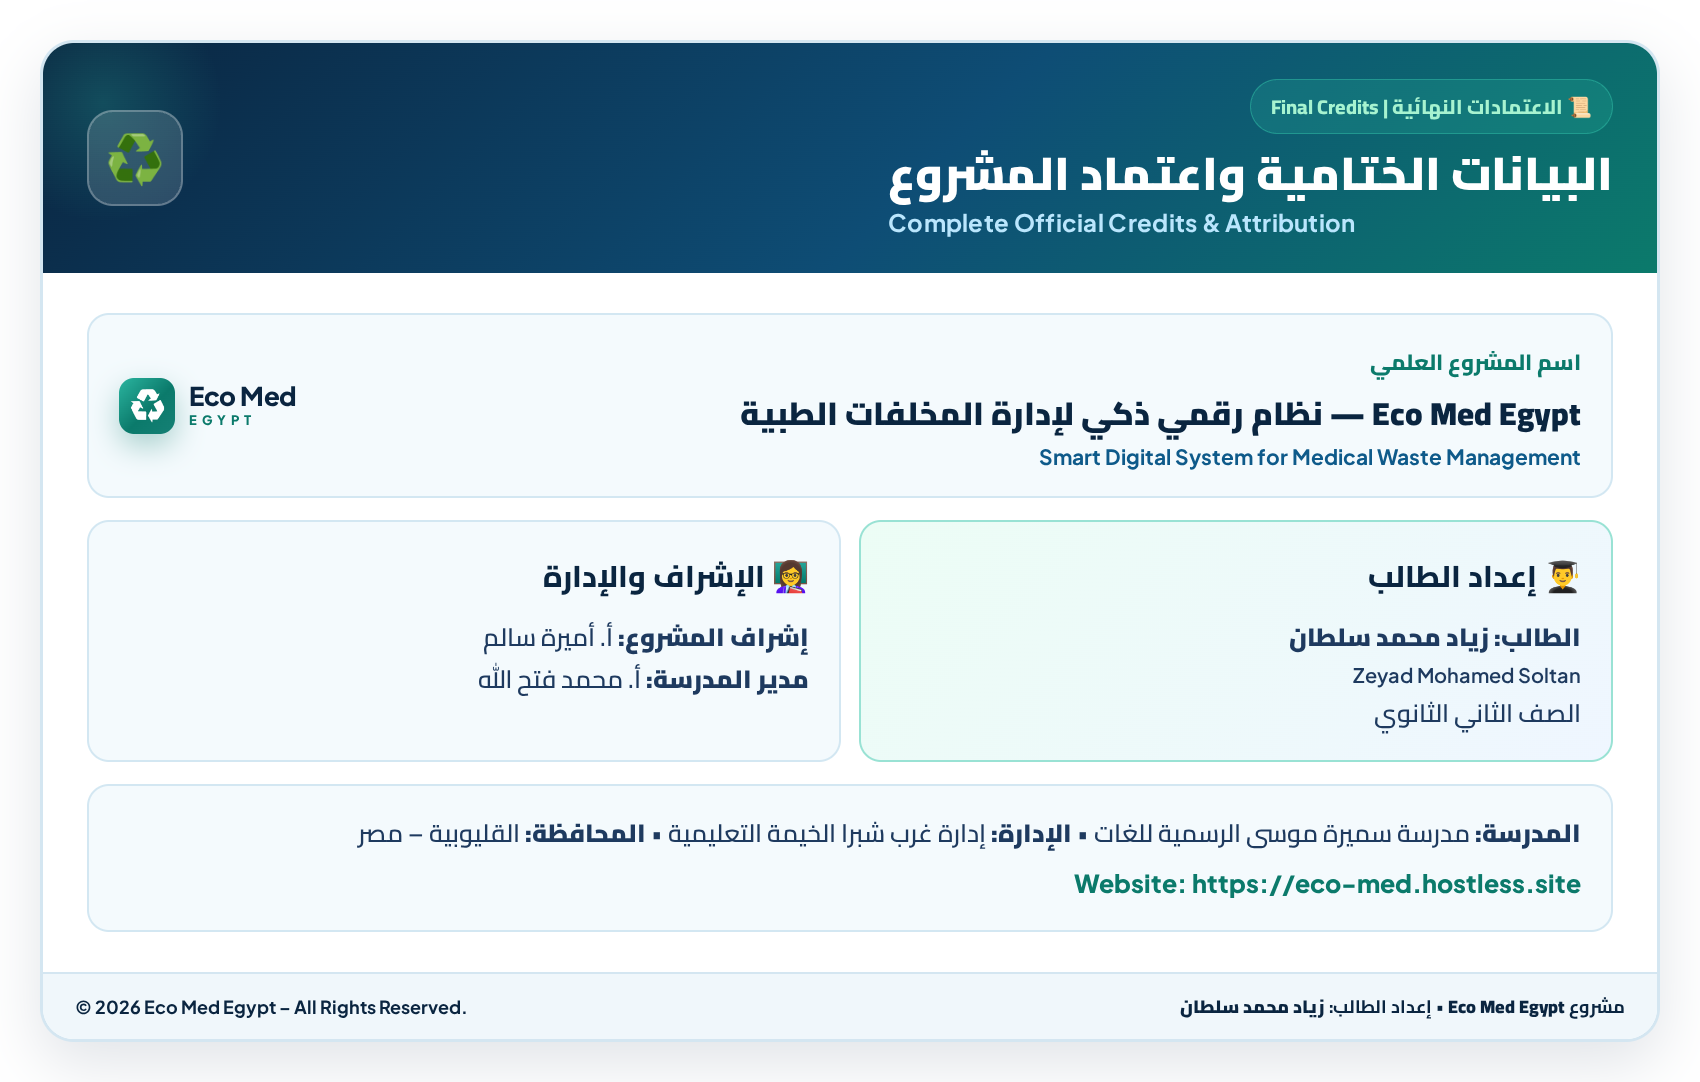 📜 الاعتمادات النهائية | Final Credits
البيانات الختامية واعتماد المشروع
Complete Official Credits & Attribution
اسم المشروع العلمي
Eco Med Egypt — نظام رقمي ذكي لإدارة المخلفات الطبية
Smart Digital System for Medical Waste Management
Eco Med
EGYPT
👨‍🎓 إعداد الطالب
الطالب: زياد محمد سلطان
Zeyad Mohamed Soltan
الصف الثاني الثانوي
👩‍🏫 الإشراف والإدارة
إشراف المشروع: أ. أميرة سالم
مدير المدرسة: أ. محمد فتح الله
المدرسة: مدرسة سميرة موسى الرسمية للغات • الإدارة: إدارة غرب شبرا الخيمة التعليمية • المحافظة: القليوبية – مصر
Website: https://eco-med.hostless.site
مشروع Eco Med Egypt • إعداد الطالب: زياد محمد سلطان
© 2026 Eco Med Egypt – All Rights Reserved.